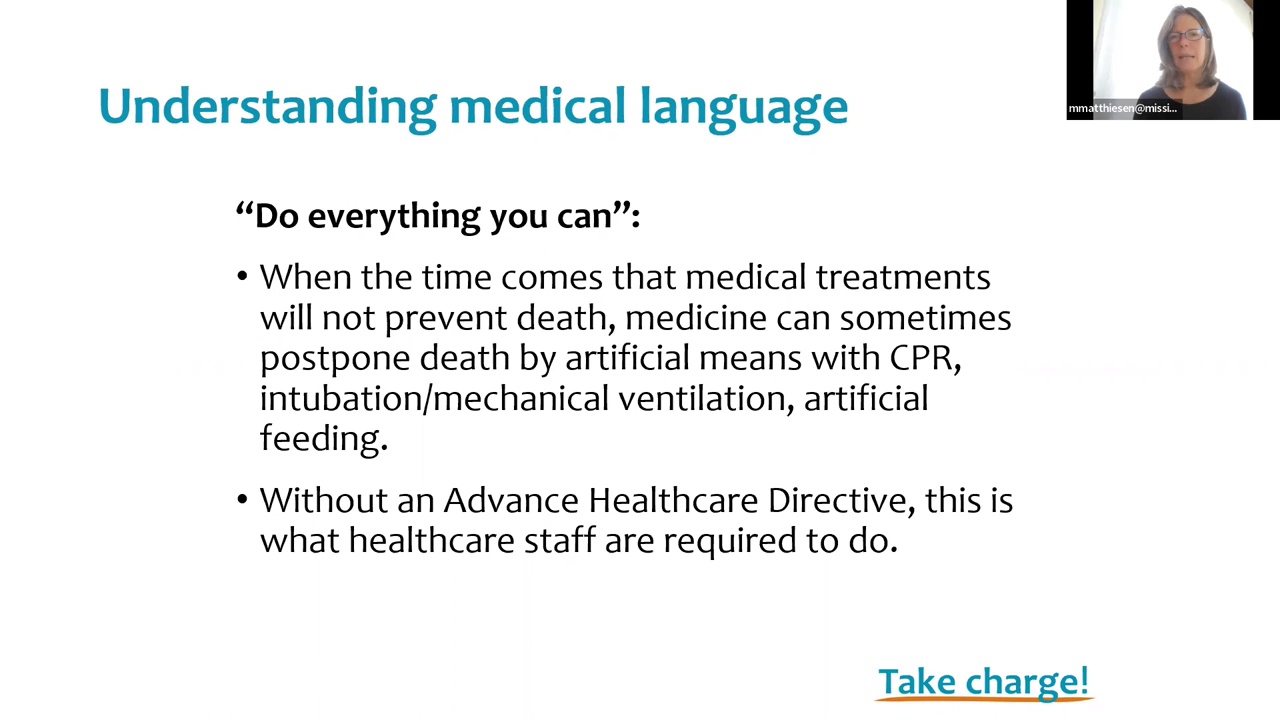 Understanding medical language
mmatthiesen@missi...
“Do everything you can”:
• When the time comes that medical treatments
will not prevent death, medicine can sometimes
postpone death by artificial means with CPR,
intubation/mechanical ventilation, artificial
feeding.
• Without an Advance Healthcare Directive, this is
what healthcare staff are required to do.
Take charge!